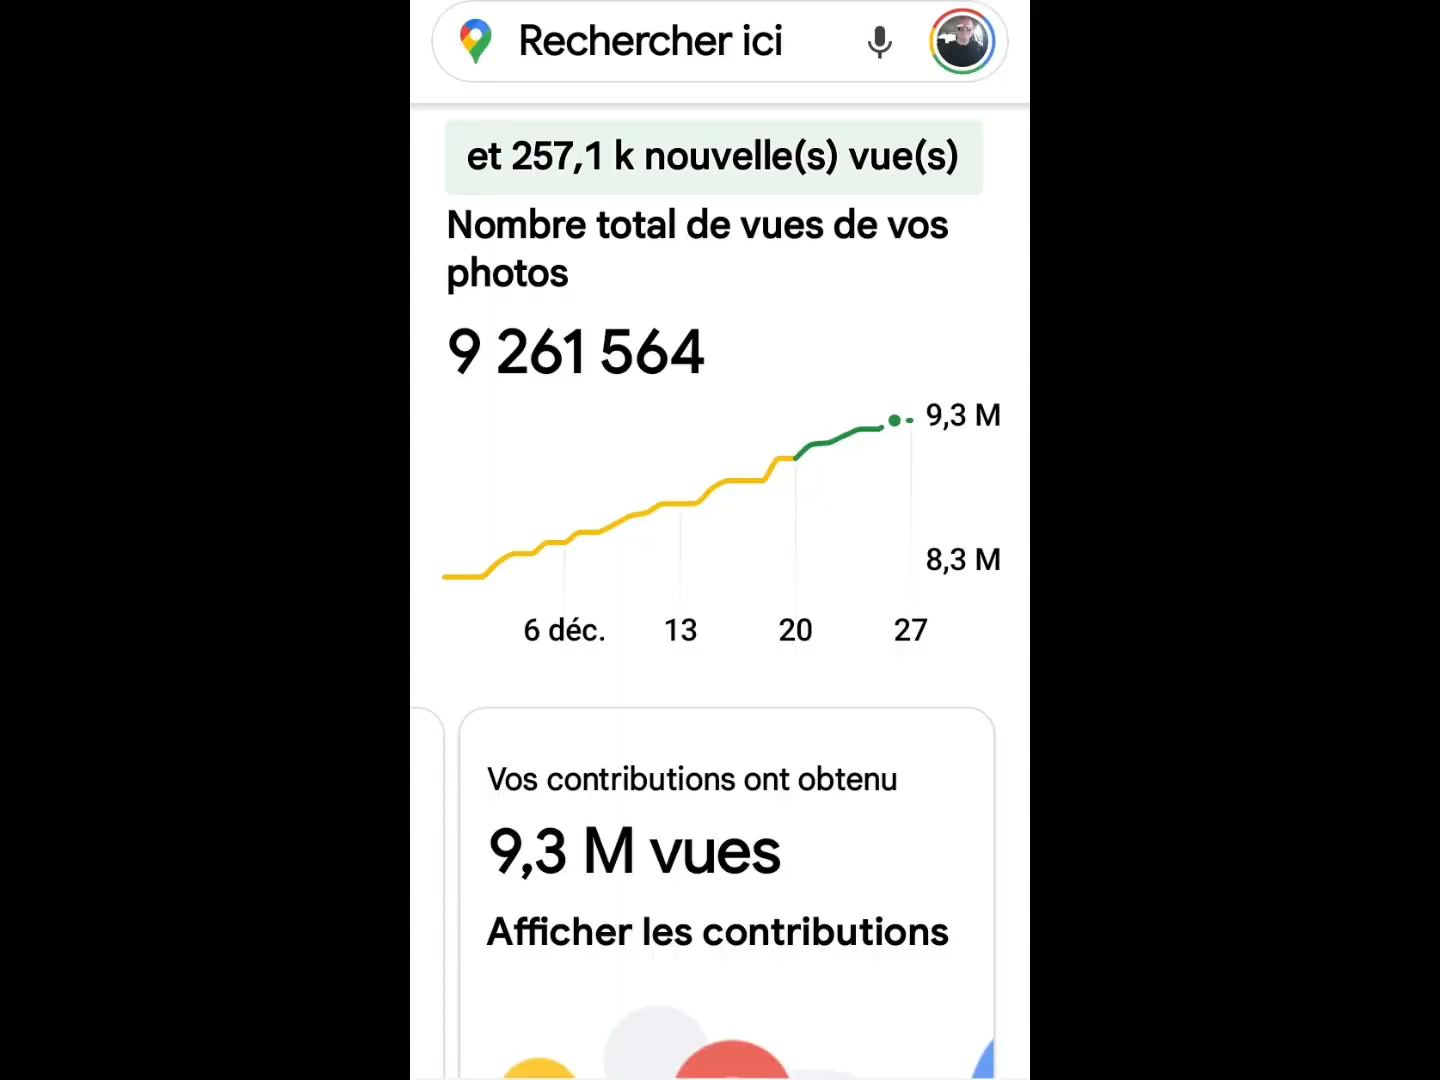 Rechercher ici
et 257,1 k nouvelle(s) vue(s)
Nombre total de vues de vos
photos
9 261 564
9,3 M
8,3 M
6 déc.
13
20
27
Vos contributions ont obtenu
9,3 M vues
Afficher les contributions